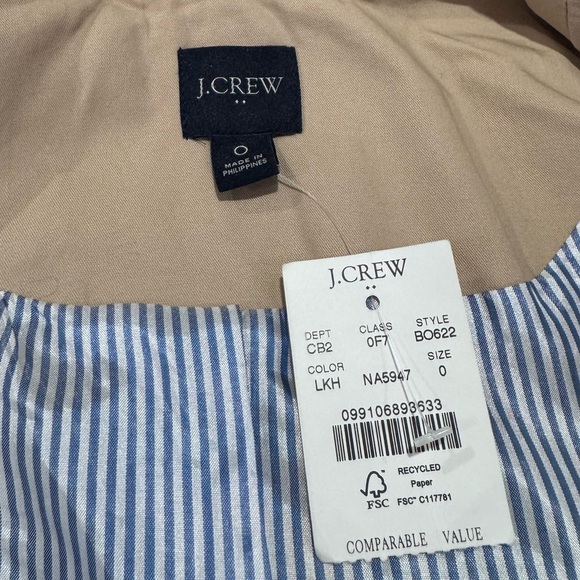 J.CREW
0
MADE IN
PHILIPPINES
J.CREW
DEPT CLASS STYLE
CB2 0F7 BO622
COLOR SIZE
LKH NA5947 0
099106893633
RECYCLED
Paper
FSC FSC™ C117781
COMPARABLE VALUE